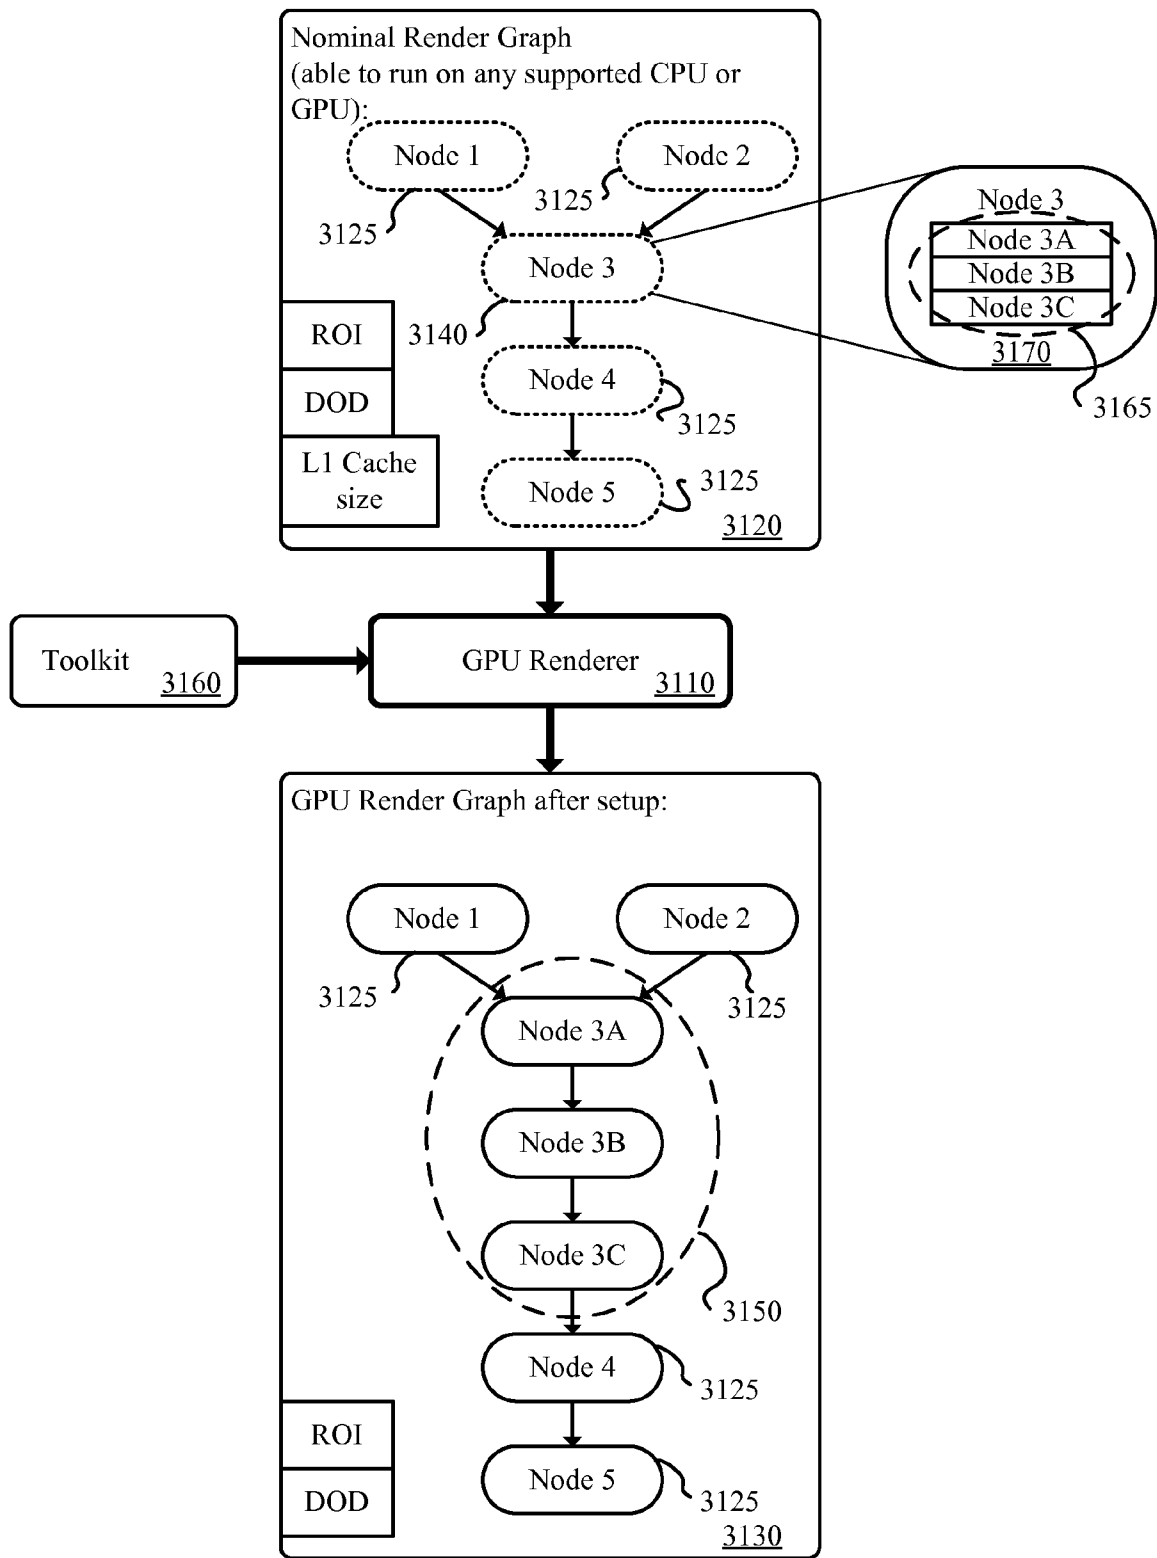 Nominal Render Graph
(able to run on any supported CPU or
GPU):
Node 1
Node 2
3125
3125
Node 3
3140
ROI
DOD
L1 Cache
size
Node 4
3125
Node 5
3125
3120
Node 3
Node 3A
Node 3B
Node 3C
3170
3165
Toolkit
3160
GPU Renderer
3110
GPU Render Graph after setup:
Node 1
Node 2
3125
3125
Node 3A
Node 3B
Node 3C
3150
Node 4
3125
ROI
DOD
Node 5
3125
3130